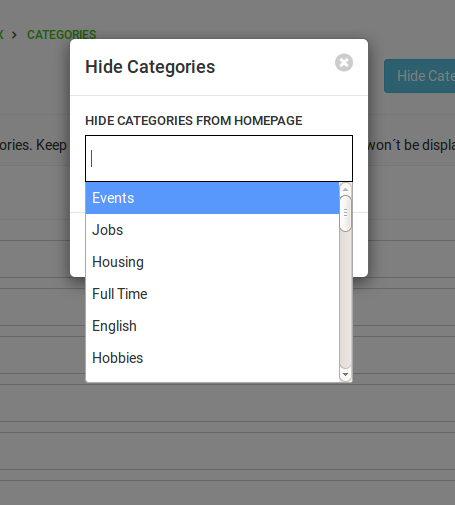 X > CATEGORIES
Hide Categories
Hide Cate
HIDE CATEGORIES FROM HOMEPAGE
ories. Keep
won´t be displa
Events
Jobs
Housing
Full Time
English
Hobbies